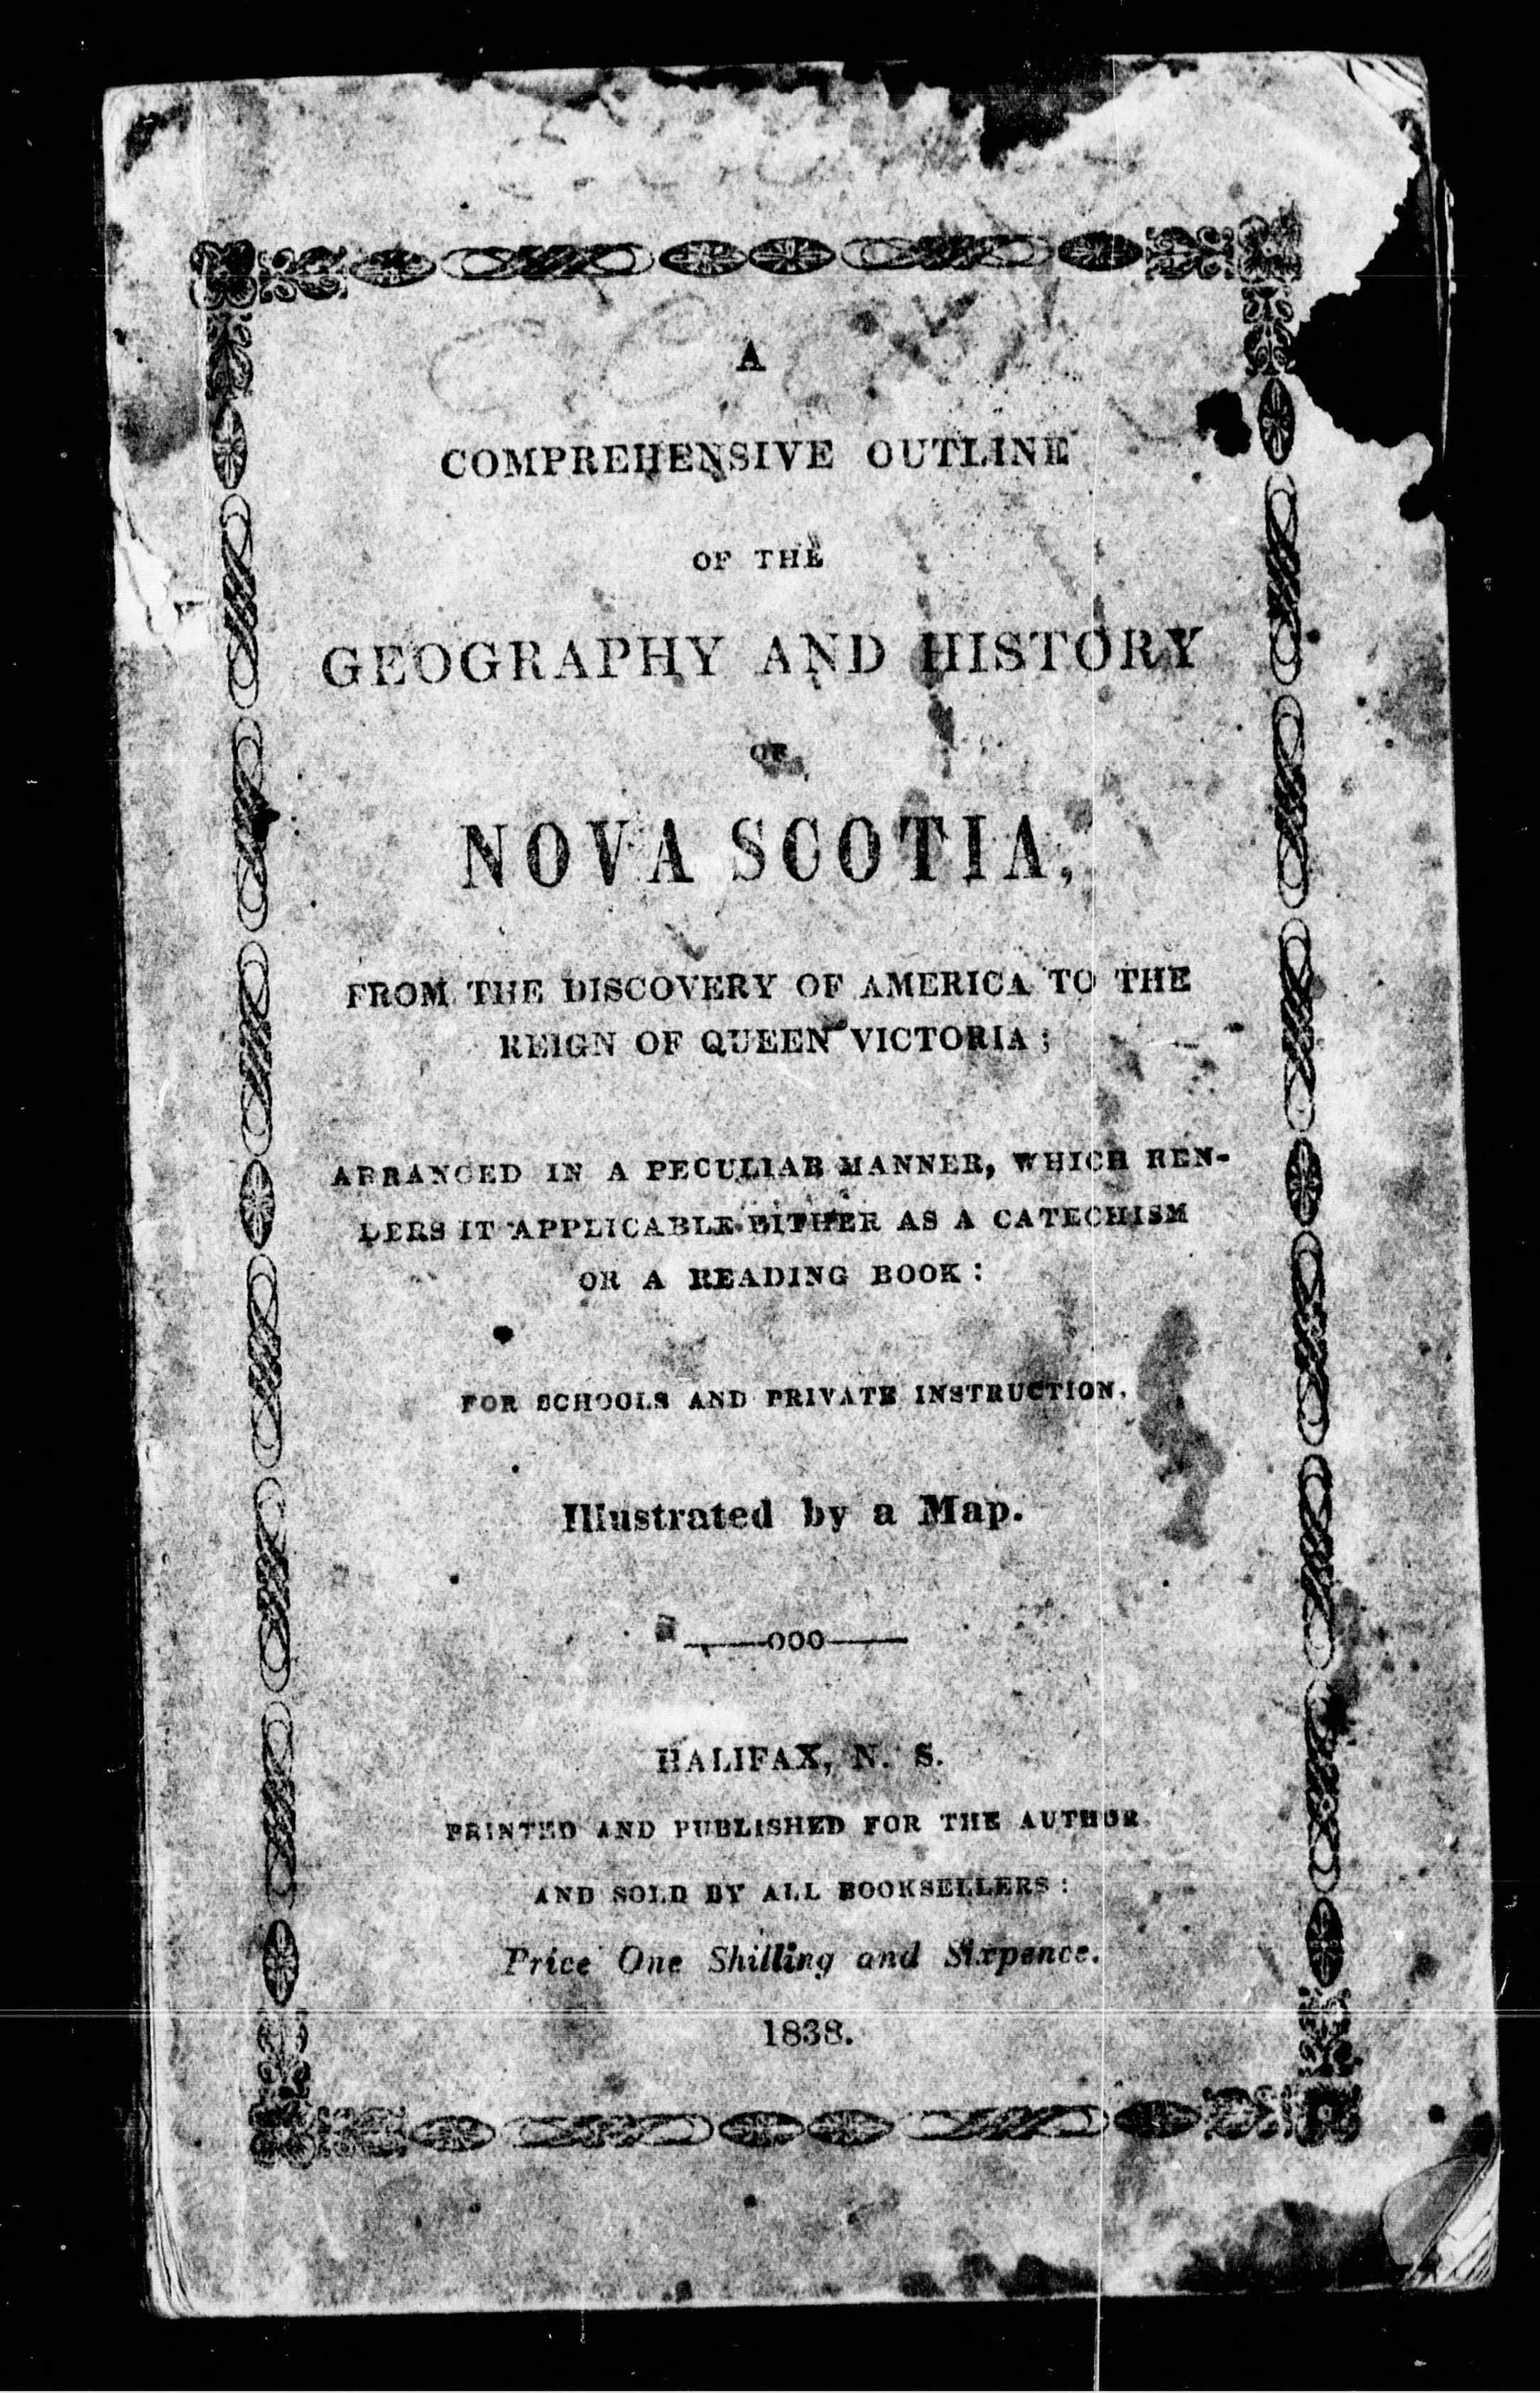 A
COMPREHENSIVE OUTLINE
OF THE
GEOGRAPHY AND HISTORY
OF
NOVA SCOTIA,
FROM THE DISCOVERY OF AMERICA TO THE
REIGN OF QUEEN VICTORIA ;
ARRANGED IN A PECULIAR MANNER, WHICH REN-
DERS IT APPLICABLE EITHER AS A CATECHISM
OR A READING BOOK :
FOR SCHOOLS AND PRIVATE INSTRUCTION.
Illustrated by a Map.
ooo
HALIFAX, N. S.
PRINTED AND PUBLISHED FOR THE AUTHOR
AND SOLD BY ALL BOOKSELLERS :
Price One Shilling and Sixpence.
1838.